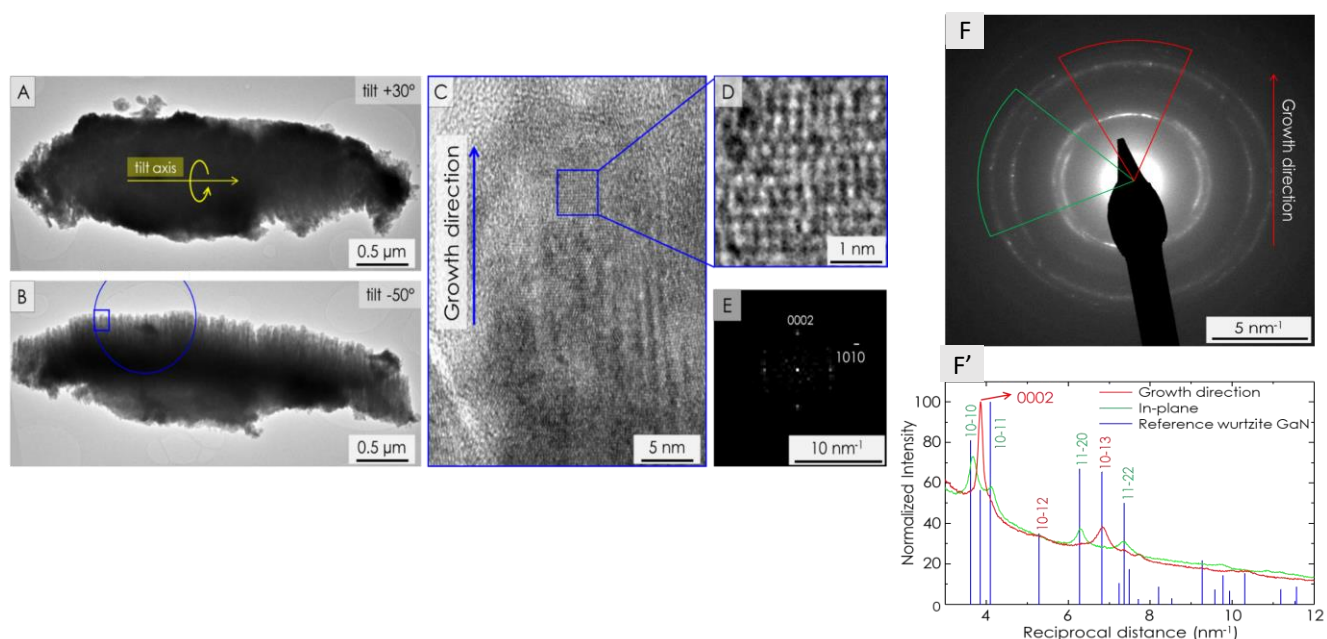 A
tilt +30°
tilt axis
0.5 µm
B
tilt -50°
0.5 µm
C
Growth direction
5 nm
D
1 nm
E
0002
101̄0
10 nm⁻¹
F
Growth direction
5 nm⁻¹
F’
Normalized Intensity
100
80
60
40
20
0
10-10
0002
10-11
10-12
11-20
10-13
11-22
Growth direction
In-plane
Reference wurtzite GaN
4
6
8
10
12
Reciprocal distance (nm⁻¹)